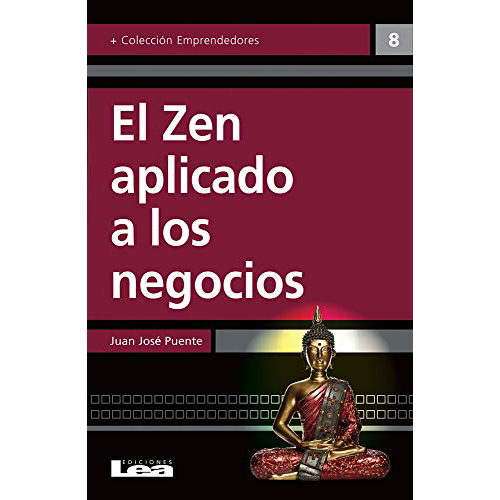 + Colección Emprendedores
8
El Zen
aplicado
a los
negocios
Juan José Puente
EDICIONES
Lea